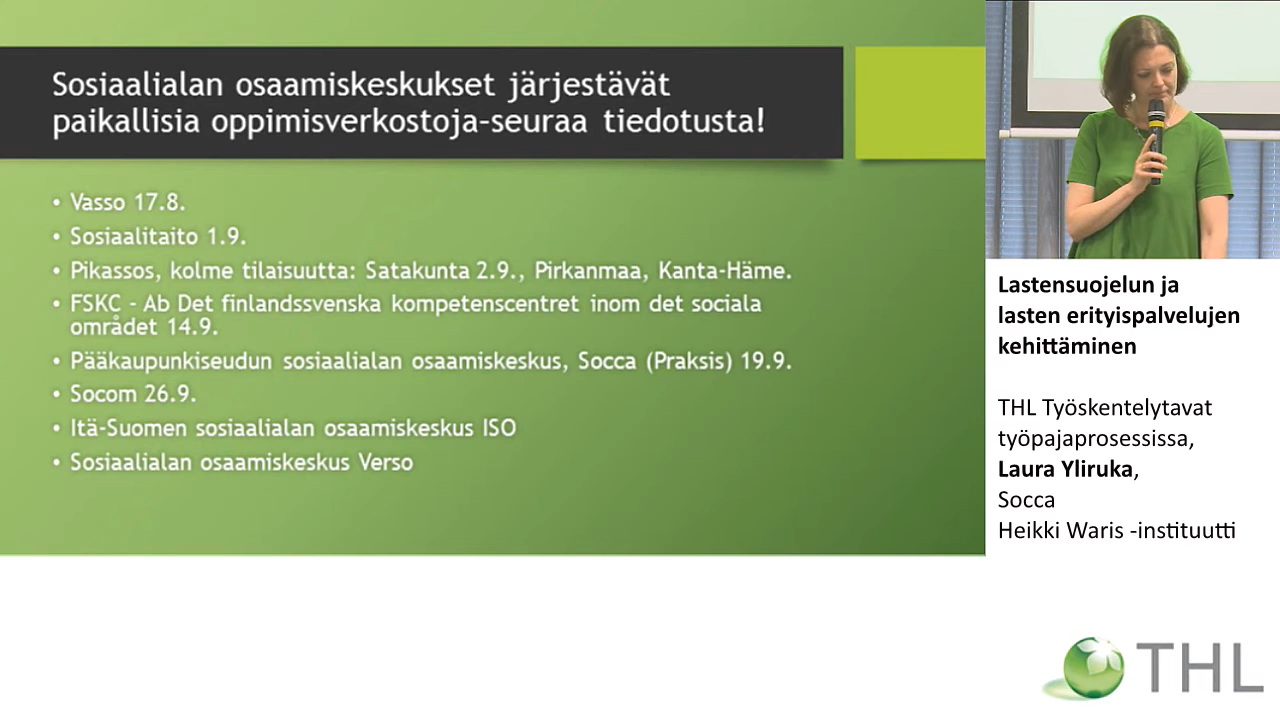 Sosiaalialan osaamiskeskukset järjestävät
paikallisia oppimisverkostoja-seuraa tiedotusta!
• Vasso 17.8.
• Sosiaalitaito 1.9.
• Pikassos, kolme tilaisuutta: Satakunta 2.9., Pirkanmaa, Kanta-Häme.
• FSKC - Ab Det finlandssvenska kompetenscentret inom det sociala
området 14.9.
• Pääkaupunkiseudun sosiaalialan osaamiskeskus, Socca (Praksis) 19.9.
• Socom 26.9.
• Itä-Suomen sosiaalialan osaamiskeskus ISO
• Sosiaalialan osaamiskeskus Verso
Lastensuojelun ja
lasten erityispalvelujen
kehittäminen
THL Työskentelytavat
työpajaprosessissa,
Laura Yliruka,
Socca
Heikki Waris -instituutti
THL